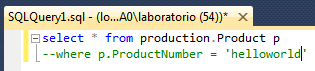 SQLQuery1.sql - (lo...A0\laboratorio (54))*
select * from production.Product p
--where p.ProductNumber = 'helloworld'